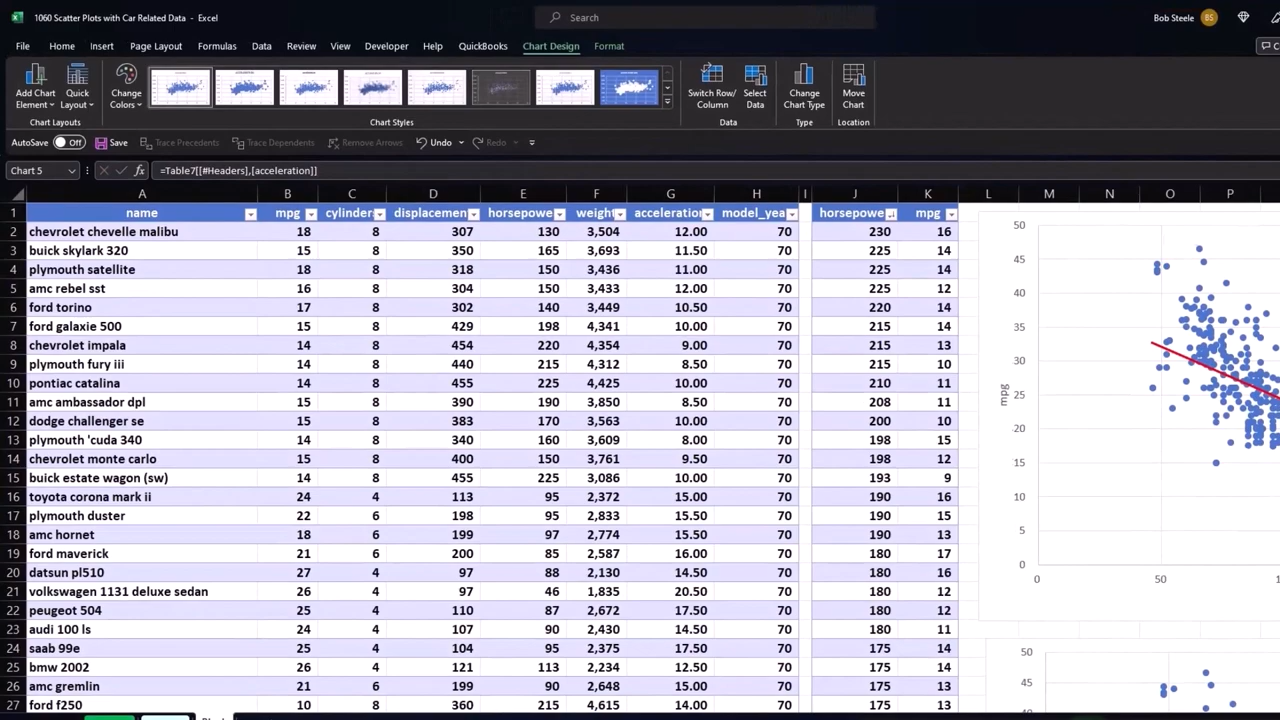 1060 Scatter Plots with Car Related Data - Excel
Search
Bob Steele BS
File Home Insert Page Layout Formulas Data Review View Developer Help QuickBooks Chart Design Format
Add Chart Element Quick Layout Change Colors Switch Row/ Column Select Data Change Chart Type Move Chart
Chart Layouts Chart Styles Data Type Location
AutoSave Off Save Trace Precedents Trace Dependents Remove Arrows Undo Redo
Chart 5 fx =Table7[[#Headers],[acceleration]]
A B C D E F G H I J K L M N O P
1 name mpg cylinder displacemen horsepowe weight acceleratio model_yea horsepowe mpg
2 chevrolet chevelle malibu 18 8 307 130 3,504 12.00 70 230 16
3 buick skylark 320 15 8 350 165 3,693 11.50 70 225 14
4 plymouth satellite 18 8 318 150 3,436 11.00 70 225 14
5 amc rebel sst 16 8 304 150 3,433 12.00 70 225 12
6 ford torino 17 8 302 140 3,449 10.50 70 220 14
7 ford galaxie 500 15 8 429 198 4,341 10.00 70 215 14
8 chevrolet impala 14 8 454 220 4,354 9.00 70 215 13
9 plymouth fury iii 14 8 440 215 4,312 8.50 70 215 10
10 pontiac catalina 14 8 455 225 4,425 10.00 70 210 11
11 amc ambassador dpl 15 8 390 190 3,850 8.50 70 208 11
12 dodge challenger se 15 8 383 170 3,563 10.00 70 200 10
13 plymouth 'cuda 340 14 8 340 160 3,609 8.00 70 198 15
14 chevrolet monte carlo 15 8 400 150 3,761 9.50 70 198 12
15 buick estate wagon (sw) 14 8 455 225 3,086 10.00 70 193 9
16 toyota corona mark ii 24 4 113 95 2,372 15.00 70 190 16
17 plymouth duster 22 6 198 95 2,833 15.50 70 190 15
18 amc hornet 18 6 199 97 2,774 15.50 70 190 13
19 ford maverick 21 6 200 85 2,587 16.00 70 180 17
20 datsun pl510 27 4 97 88 2,130 14.50 70 180 16
21 volkswagen 1131 deluxe sedan 26 4 97 46 1,835 20.50 70 180 12
22 peugeot 504 25 4 110 87 2,672 17.50 70 180 12
23 audi 100 ls 24 4 107 90 2,430 14.50 70 180 11
24 saab 99e 25 4 104 95 2,375 17.50 70 175 14
25 bmw 2002 26 4 121 113 2,234 12.50 70 175 14
26 amc gremlin 21 6 199 90 2,648 15.00 70 175 13
27 ford f250 10 8 360 215 4,615 14.00 70 175 13
50
45
40
35
30
mpg
25
20
15
10
5
0
0 50
50
45